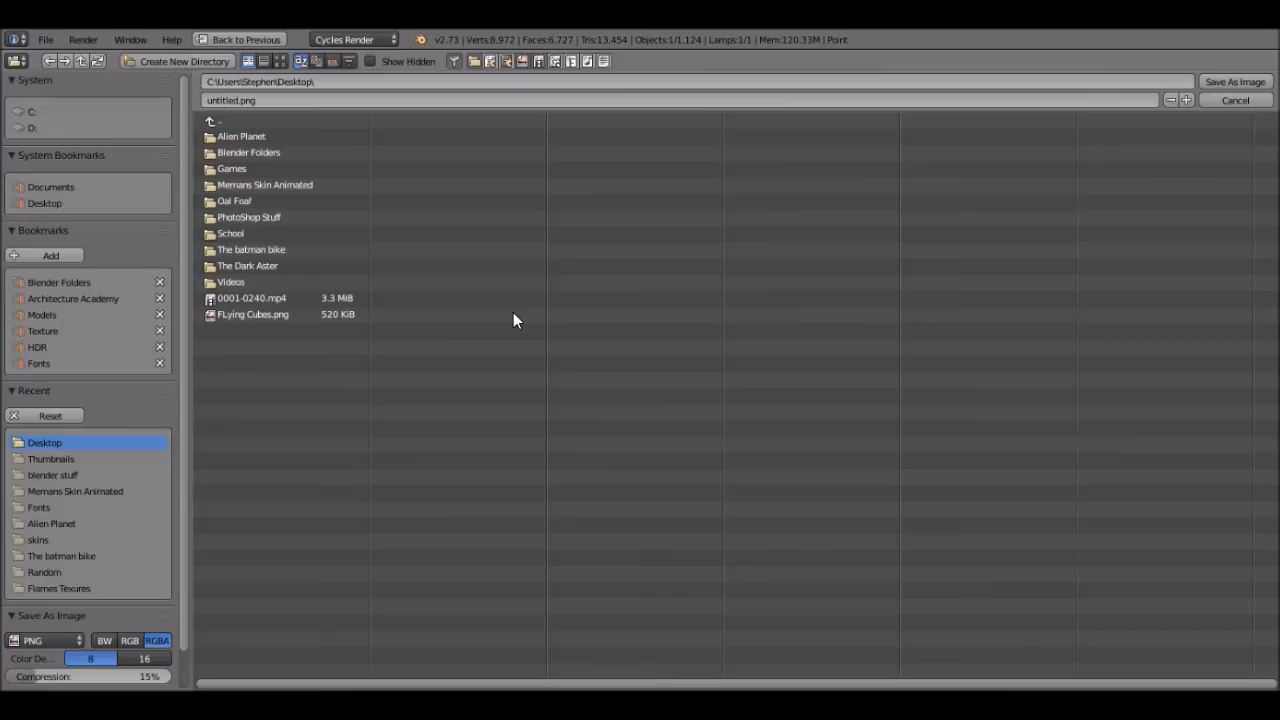 File Render Window Help Back to Previous Cycles Render v2.73 | Verts:8,972 | Faces:6,727 | Tris:13,454 | Objects:1/1,124 | Lamps:1/1 | Mem:120.33M | Point
Create New Directory Show Hidden
System
C:
D:
System Bookmarks
Documents
Desktop
Bookmarks
Add
Blender Folders
Architecture Academy
Models
Texture
HDR
Fonts
Recent
Reset
Desktop
Thumbnails
blender stuff
Memans Skin Animated
Fonts
Alien Planet
skins
The batman bike
Random
Flames Texures
Save As Image
PNG BW RGB RGBA
Color De... 8 16
Compression: 15%
C:\Users\Stephen\Desktop\ Save As Image
untitled.png Cancel
..
Alien Planet
Blender Folders
Games
Memans Skin Animated
Oal Foaf
PhotoShop Stuff
School
The batman bike
The Dark Aster
Videos
0001-0240.mp4 3.3 MiB
FLying Cubes.png 520 KiB